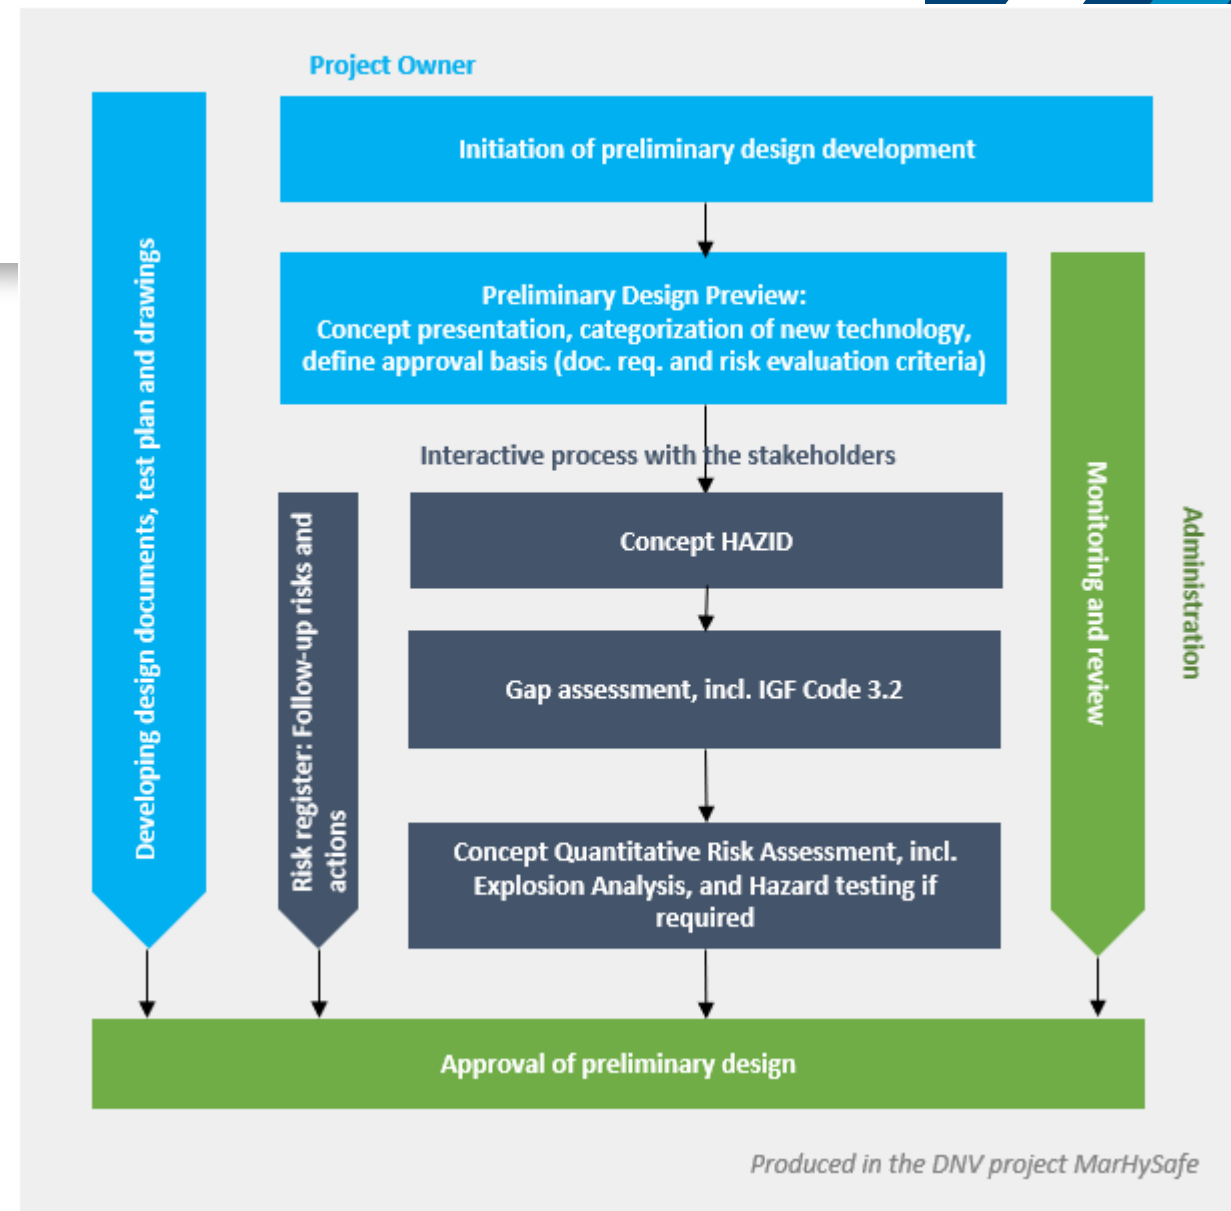 Project Owner
Initiation of preliminary design development
Developing design documents, test plan and drawings
Preliminary Design Preview:
Concept presentation, categorization of new technology,
define approval basis (doc. req. and risk evaluation criteria)
Interactive process with the stakeholders
Risk register: Follow-up risks and
actions
Concept HAZID
Gap assessment, incl. IGF Code 3.2
Concept Quantitative Risk Assessment, incl.
Explosion Analysis, and Hazard testing if
required
Monitoring and review
Administration
Approval of preliminary design
Produced in the DNV project MarHySafe